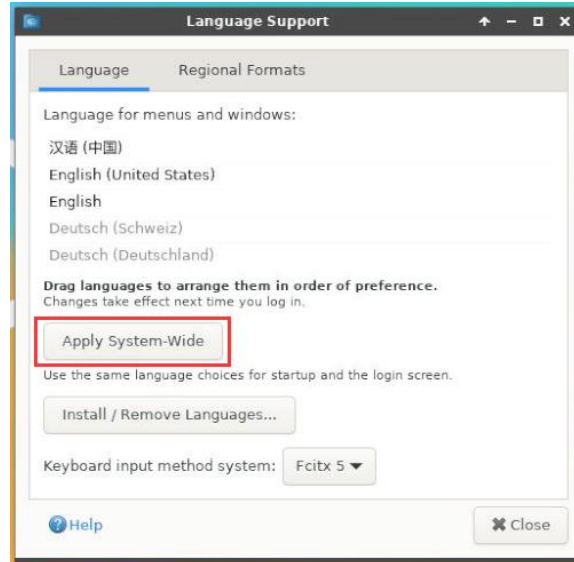 Language Support
Language Regional Formats
Language for menus and windows:
汉语 (中国)
English (United States)
English
Deutsch (Schweiz)
Deutsch (Deutschland)
Drag languages to arrange them in order of preference.
Changes take effect next time you log in.
Apply System-Wide
Use the same language choices for startup and the login screen.
Install / Remove Languages...
Keyboard input method system: Fcitx 5
Help Close